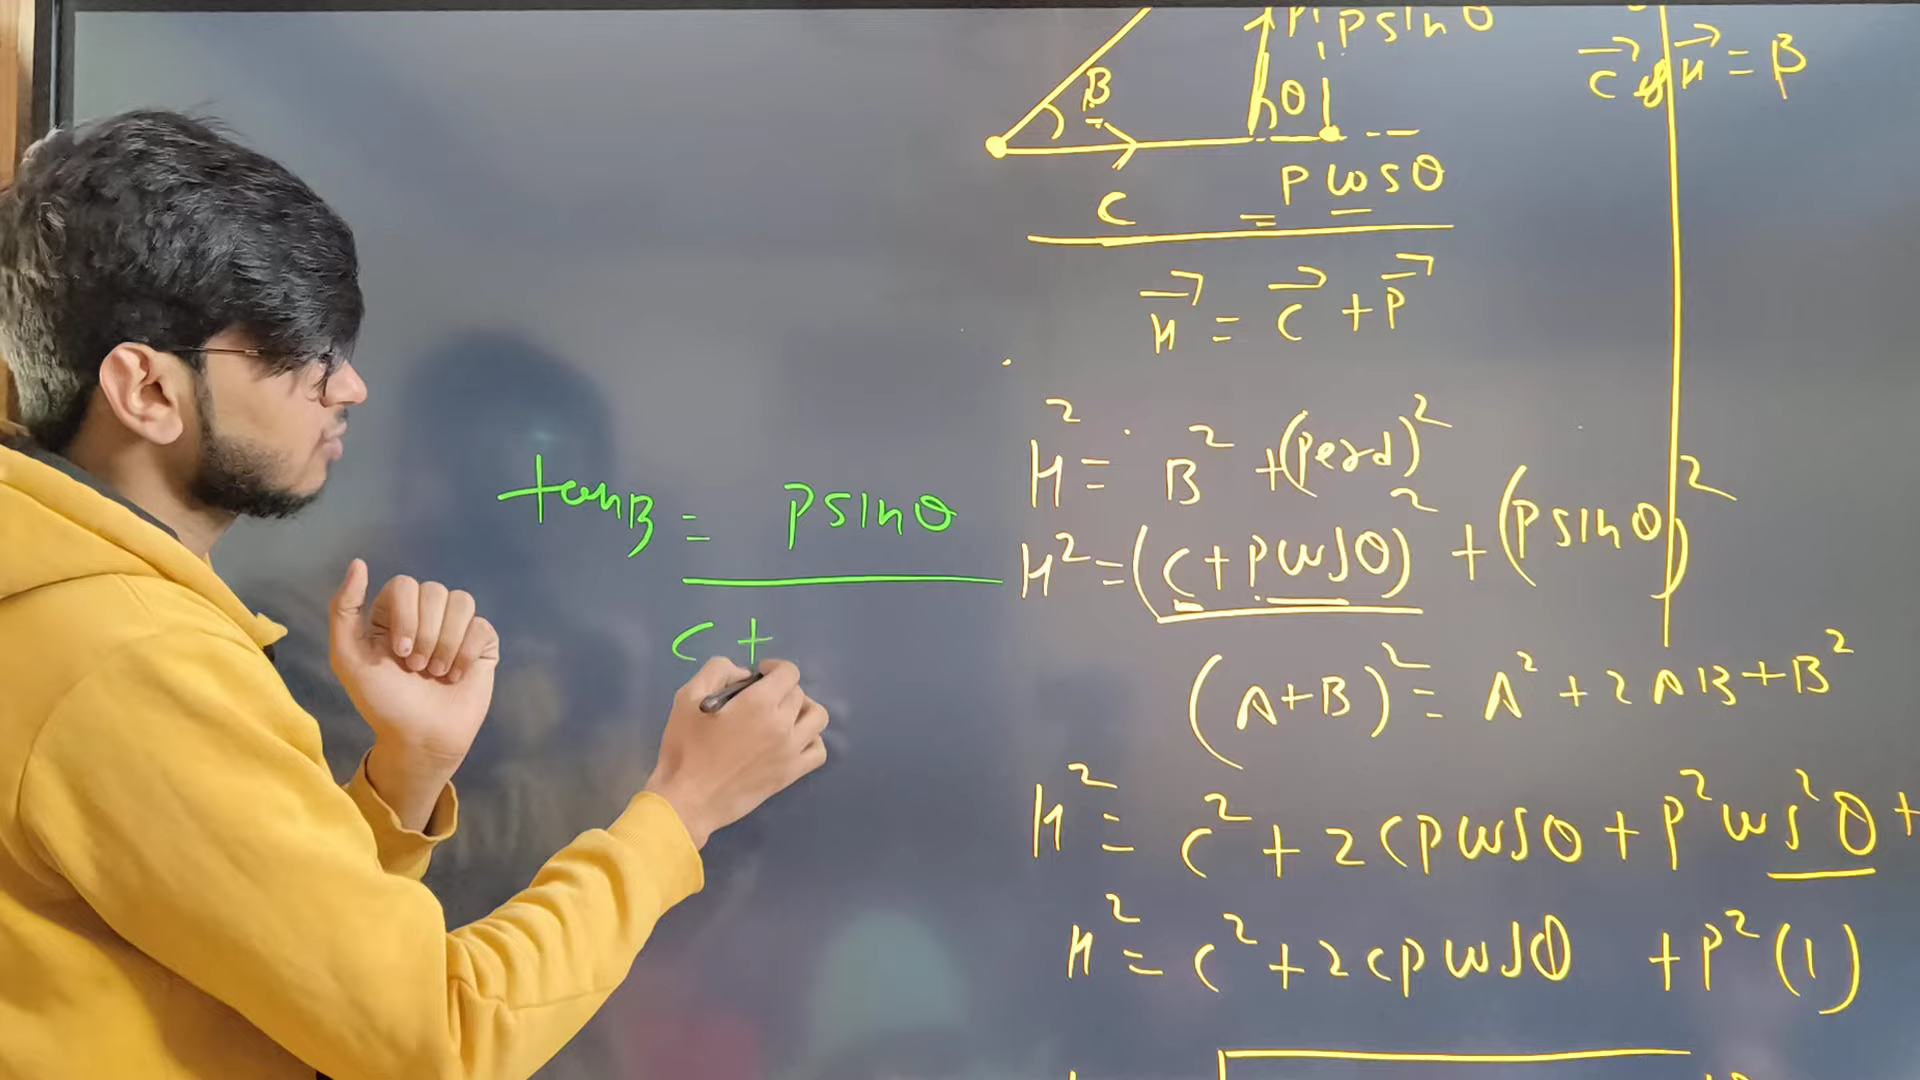 P sinθ
B
θ
C
= P cosθ
C H = B
H = C + P
H² = B² + (perd)²
H² = (C + P cosθ)² + (P sinθ)²
(A+B)² = A² + 2AB + B²
H² = C² + 2CP cosθ + P² cos²θ +
H² = C² + 2CP cosθ + P² (1)
tanB = P sinθ
C +